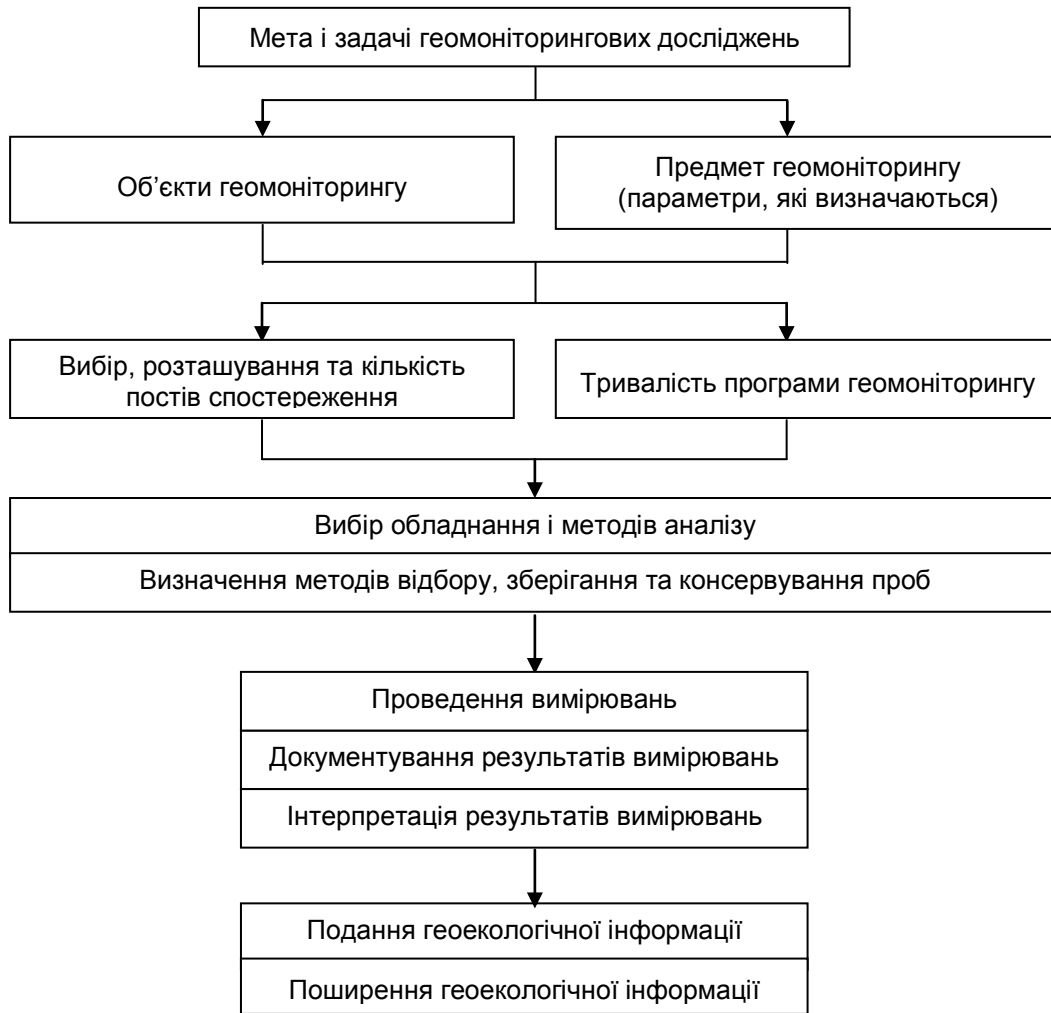 Мета і задачі геомоніторингових досліджень
Об’єкти геомоніторингу
Предмет геомоніторингу
(параметри, які визначаються)
Вибір, розташування та кількість
постів спостереження
Тривалість програми геомоніторингу
Вибір обладнання і методів аналізу
Визначення методів відбору, зберігання та консервування проб
Проведення вимірювань
Документування результатів вимірювань
Інтерпретація результатів вимірювань
Подання геоекологічної інформації
Поширення геоекологічної інформації